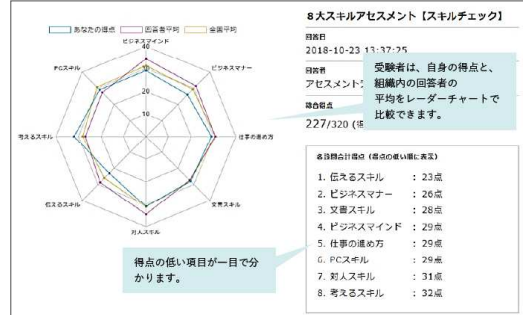 あなたの得点 回答者平均 全国平均
ビジネスマインド
ビジネスマナー
仕事の進め方
文書スキル
対人スキル
伝えるスキル
考えるスキル
PCスキル
40
20
10
得点の低い項目が一目で分
かります。
8大スキルアセスメント【スキルチェック】
回答日
2018-10-23 13:37:25
回答者
アセスメント
総合得点
227/320
受験者は、自身の得点と、
組織内の回答者の
平均をレーダーチャートで
比較できます。
各設問合計得点（得点の低い順に表示）
1. 伝えるスキル : 23点
2. ビジネスマナー : 26点
3. 文書スキル : 28点
4. ビジネスマインド : 29点
5. 仕事の進め方 : 29点
6. PCスキル : 29点
7. 対人スキル : 31点
8. 考えるスキル : 32点